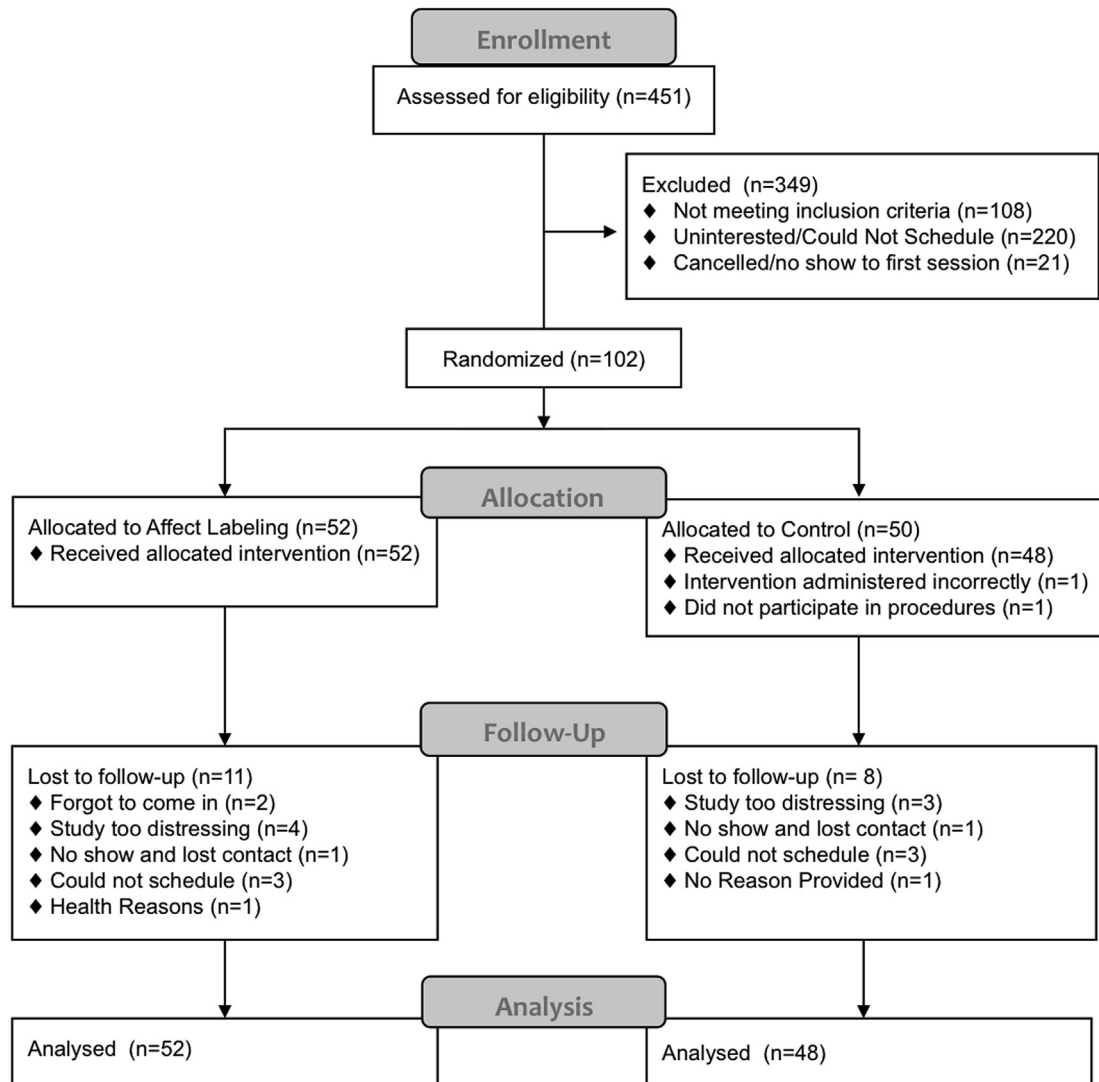 Enrollment
Assessed for eligibility (n=451)
Excluded (n=349)
♦ Not meeting inclusion criteria (n=108)
♦ Uninterested/Could Not Schedule (n=220)
♦ Cancelled/no show to first session (n=21)
Randomized (n=102)
Allocation
Allocated to Affect Labeling (n=52)
♦ Received allocated intervention (n=52)
Allocated to Control (n=50)
♦ Received allocated intervention (n=48)
♦ Intervention administered incorrectly (n=1)
♦ Did not participate in procedures (n=1)
Follow-Up
Lost to follow-up (n=11)
♦ Forgot to come in (n=2)
♦ Study too distressing (n=4)
♦ No show and lost contact (n=1)
♦ Could not schedule (n=3)
♦ Health Reasons (n=1)
Lost to follow-up (n= 8)
♦ Study too distressing (n=3)
♦ No show and lost contact (n=1)
♦ Could not schedule (n=3)
♦ No Reason Provided (n=1)
Analysis
Analysed (n=52)
Analysed (n=48)